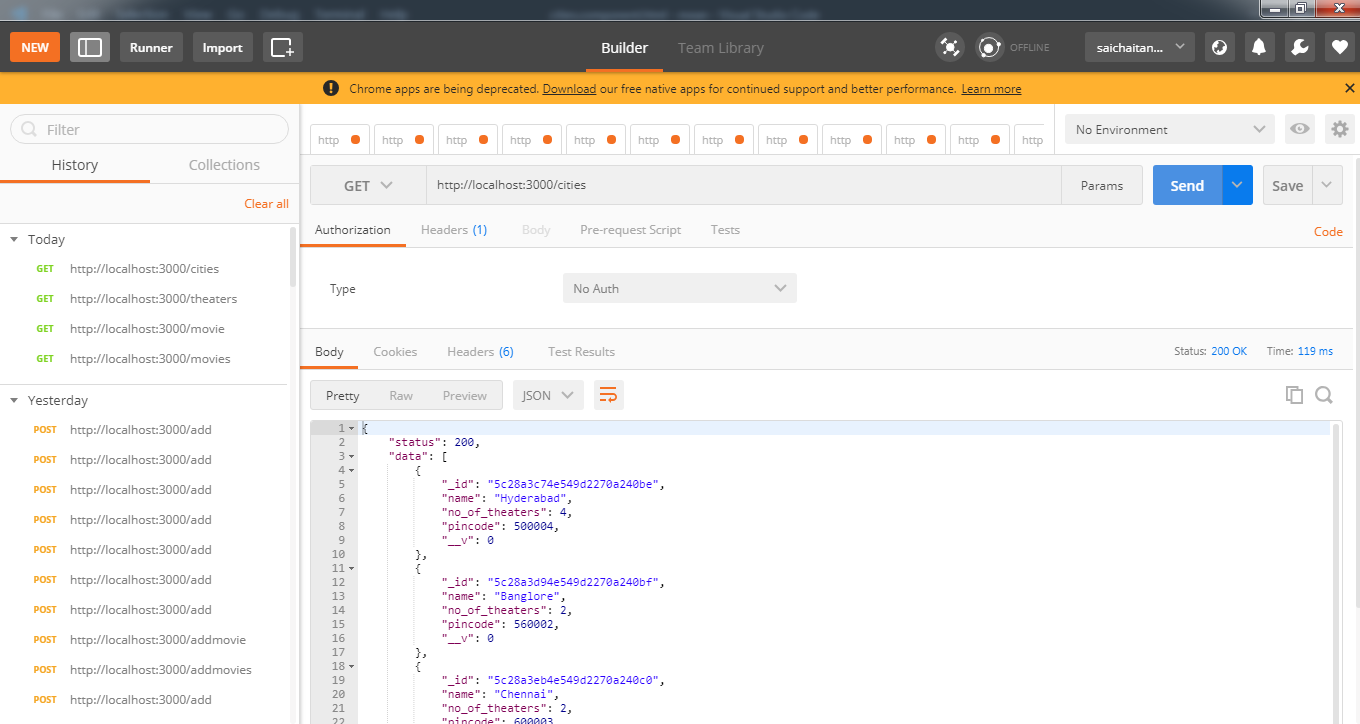 NEW
Runner
Import
Builder
Team Library
OFFLINE
saichaitan...
! Chrome apps are being deprecated. Download our free native apps for continued support and better performance. Learn more
Filter
History
Collections
Clear all
Today
GET http://localhost:3000/cities
GET http://localhost:3000/theaters
GET http://localhost:3000/movie
GET http://localhost:3000/movies
Yesterday
POST http://localhost:3000/add
POST http://localhost:3000/add
POST http://localhost:3000/add
POST http://localhost:3000/add
POST http://localhost:3000/add
POST http://localhost:3000/add
POST http://localhost:3000/add
POST http://localhost:3000/addmovie
POST http://localhost:3000/addmovies
POST http://localhost:3000/add
http http http http http http http http http http http http
No Environment
GET
http://localhost:3000/cities
Params
Send
Save
Authorization Headers (1) Body Pre-request Script Tests
Code
Type
No Auth
Body Cookies Headers (6) Test Results
Status: 200 OK Time: 119 ms
Pretty Raw Preview JSON
1 {
2 "status": 200,
3 "data": [
4 {
5 "_id": "5c28a3c74e549d2270a240be",
6 "name": "Hyderabad",
7 "no_of_theaters": 4,
8 "pincode": 500004,
9 "__v": 0
10 },
11 {
12 "_id": "5c28a3d94e549d2270a240bf",
13 "name": "Banglore",
14 "no_of_theaters": 2,
15 "pincode": 560002,
16 "__v": 0
17 },
18 {
19 "_id": "5c28a3eb4e549d2270a240c0",
20 "name": "Chennai",
21 "no_of_theaters": 2,
22 "pincode": 600003,